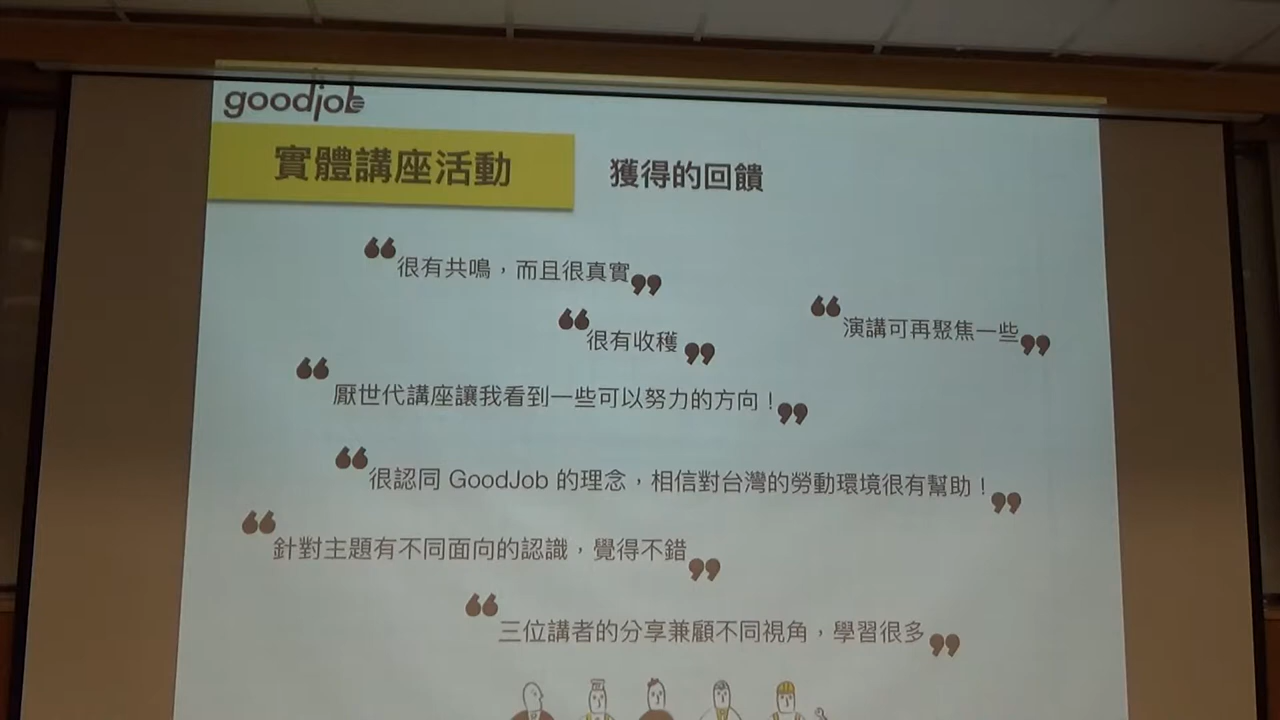 goodjob
實體講座活動
獲得的回饋
“很有共鳴，而且很真實”
“很有收穫”
“演講可再聚焦一些”
“厭世代講座讓我看到一些可以努力的方向！”
“很認同 GoodJob 的理念，相信對台灣的勞動環境很有幫助！”
“針對主題有不同面向的認識，覺得不錯”
“三位講者的分享兼顧不同視角，學習很多”